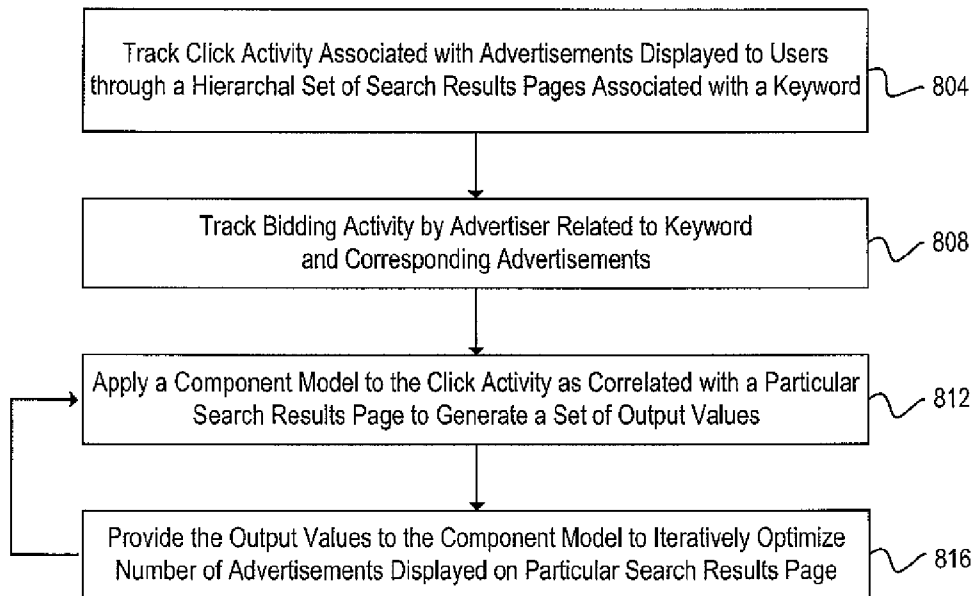 Track Click Activity Associated with Advertisements Displayed to Users
through a Hierarchal Set of Search Results Pages Associated with a Keyword
804
Track Bidding Activity by Advertiser Related to Keyword
and Corresponding Advertisements
808
Apply a Component Model to the Click Activity as Correlated with a Particular
Search Results Page to Generate a Set of Output Values
812
Provide the Output Values to the Component Model to Iteratively Optimize
Number of Advertisements Displayed on Particular Search Results Page
816